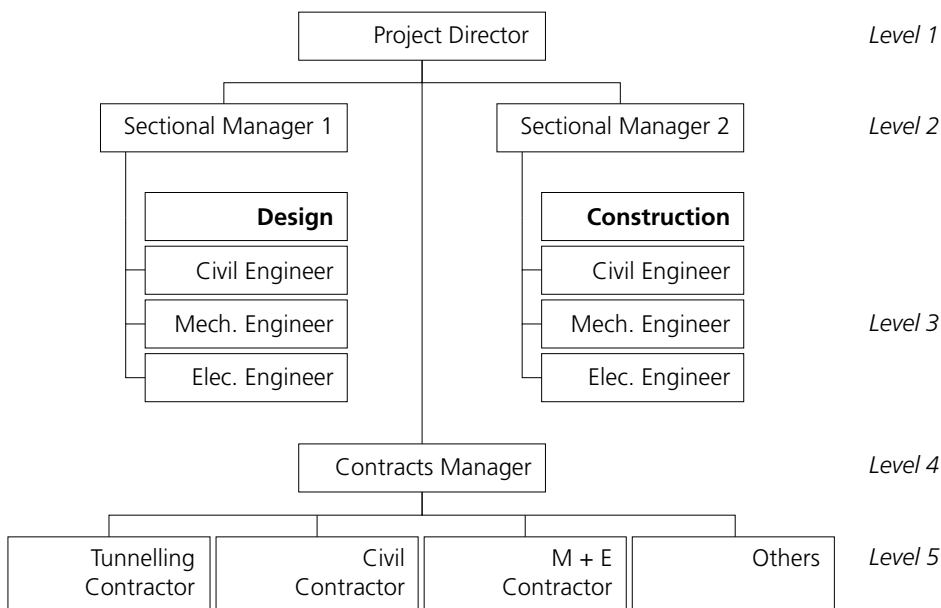 Project Director
Level 1
Sectional Manager 1
Sectional Manager 2
Level 2
Design
Construction
Civil Engineer
Civil Engineer
Mech. Engineer
Mech. Engineer
Level 3
Elec. Engineer
Elec. Engineer
Contracts Manager
Level 4
Tunnelling
Contractor
Civil
Contractor
M + E
Contractor
Others
Level 5